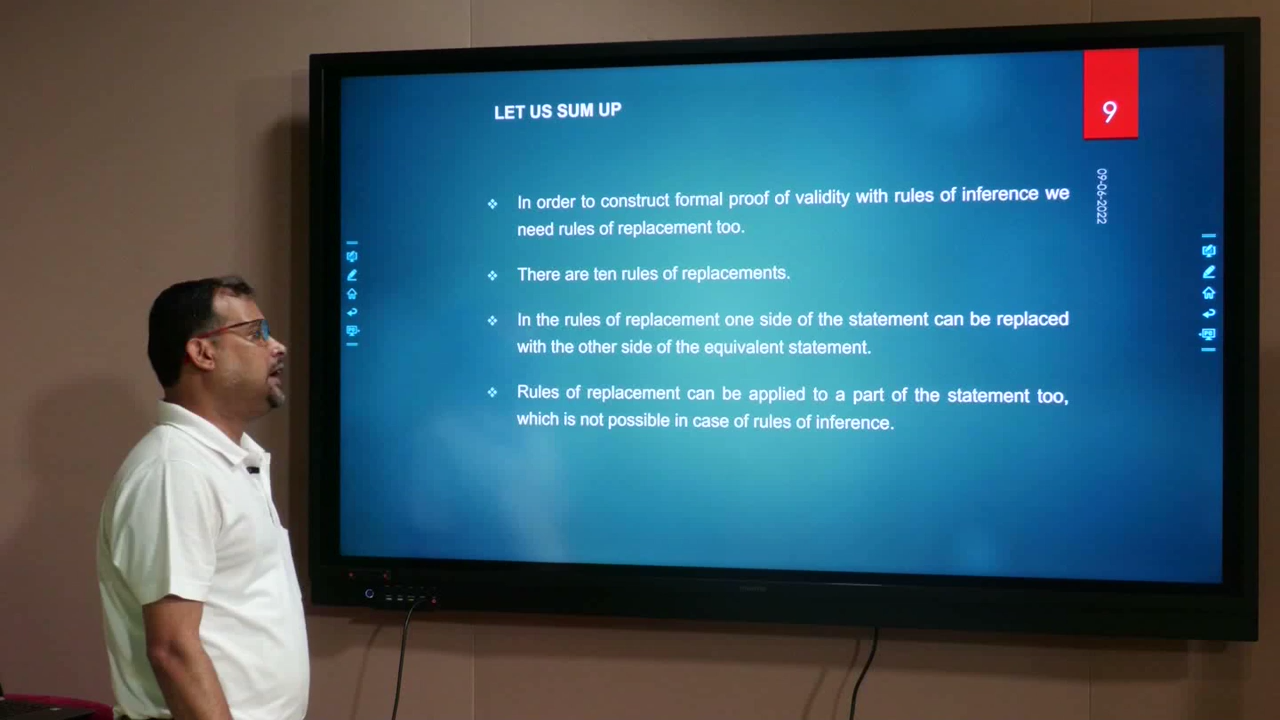 LET US SUM UP
9
09-06-2022
In order to construct formal proof of validity with rules of inference we
need rules of replacement too.
There are ten rules of replacements.
In the rules of replacement one side of the statement can be replaced
with the other side of the equivalent statement.
Rules of replacement can be applied to a part of the statement too,
which is not possible in case of rules of inference.